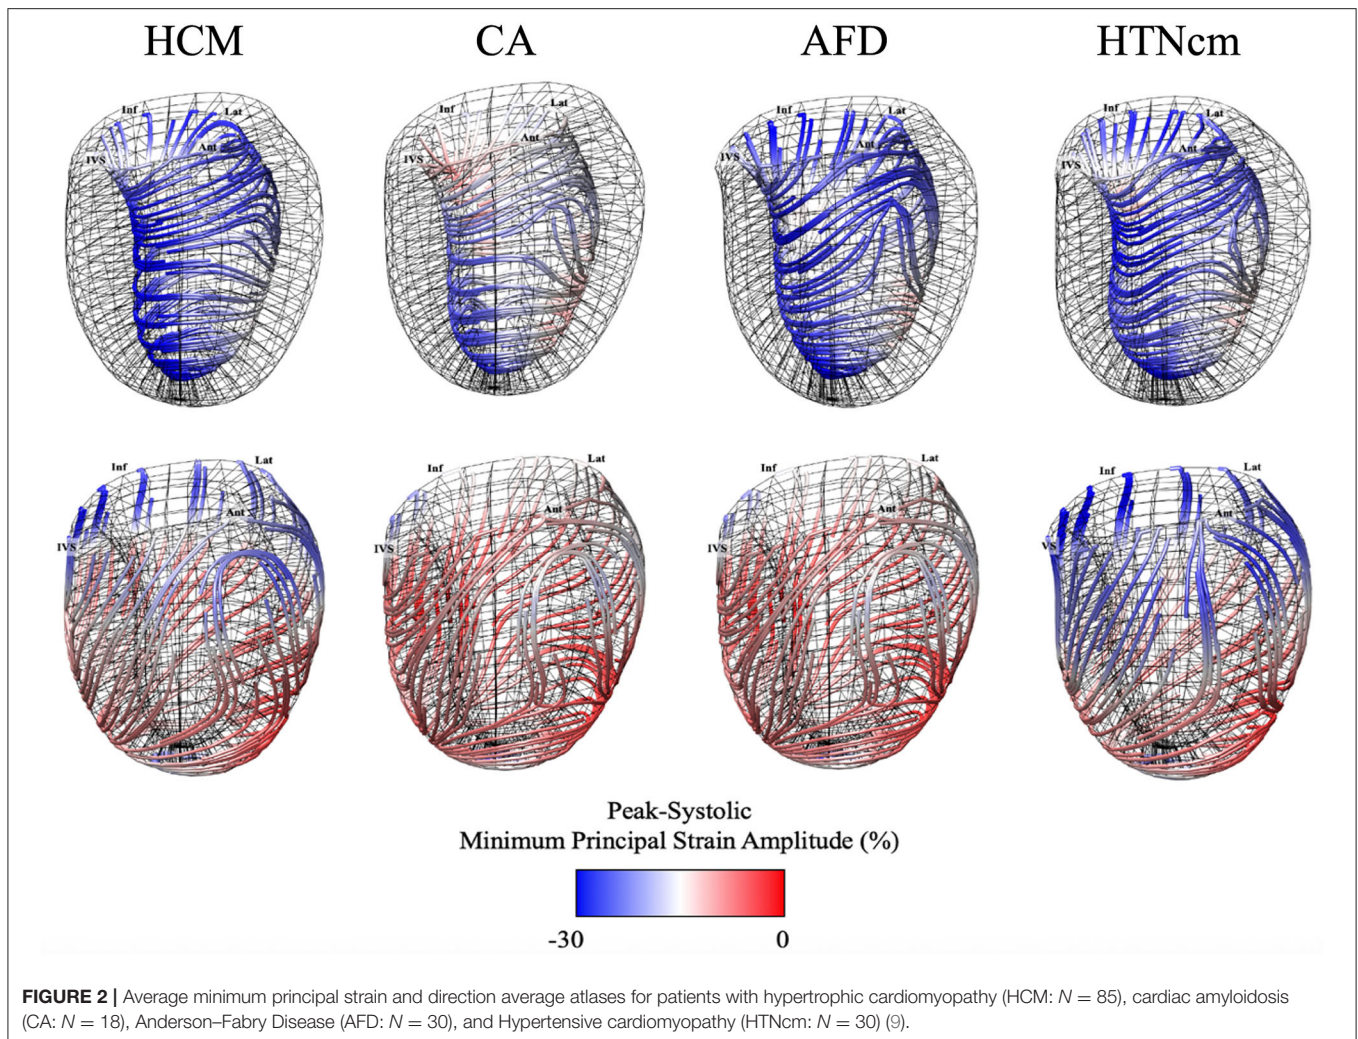 HCM CA AFD HTNcm
Inf Lat Ant IVS
Inf Lat Ant IVS
Inf Lat Ant IVS
Inf Lat Ant IVS
Inf Lat Ant IVS
Inf Lat Ant IVS
Inf Lat Ant IVS
Inf Lat Ant VS
Peak-Systolic
Minimum Principal Strain Amplitude (%)
-30 0
FIGURE 2 | Average minimum principal strain and direction average atlases for patients with hypertrophic cardiomyopathy (HCM: N = 85), cardiac amyloidosis
(CA: N = 18), Anderson–Fabry Disease (AFD: N = 30), and Hypertensive cardiomyopathy (HTNcm: N = 30) (9).